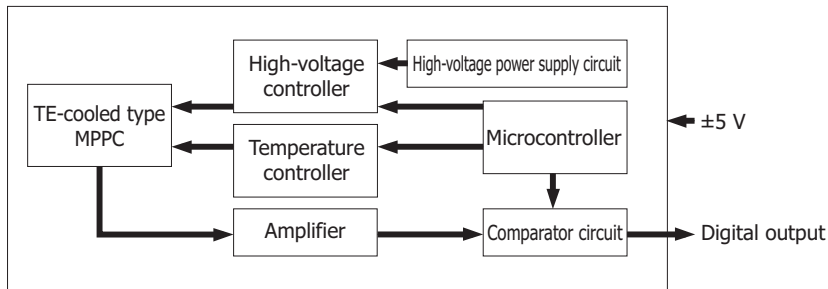 High-voltage
controller
High-voltage power supply circuit
TE-cooled type
MPPC
Microcontroller
±5 V
Temperature
controller
Amplifier
Comparator circuit
Digital output